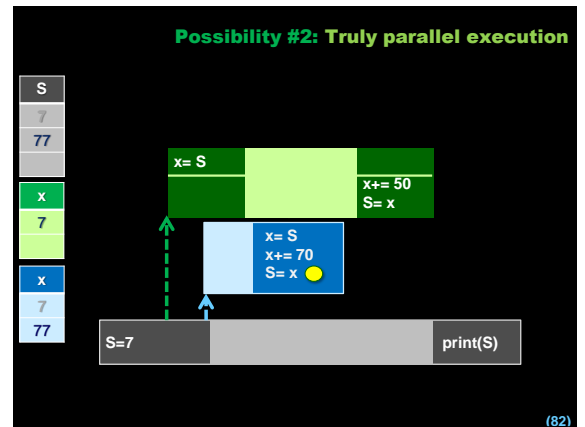 Possibility #2: Truly parallel execution
S
7
77
x
7
x
7
77
x= S
x+= 50
S= x
x= S
x+= 70
S= x
S=7
print(S)
(82)